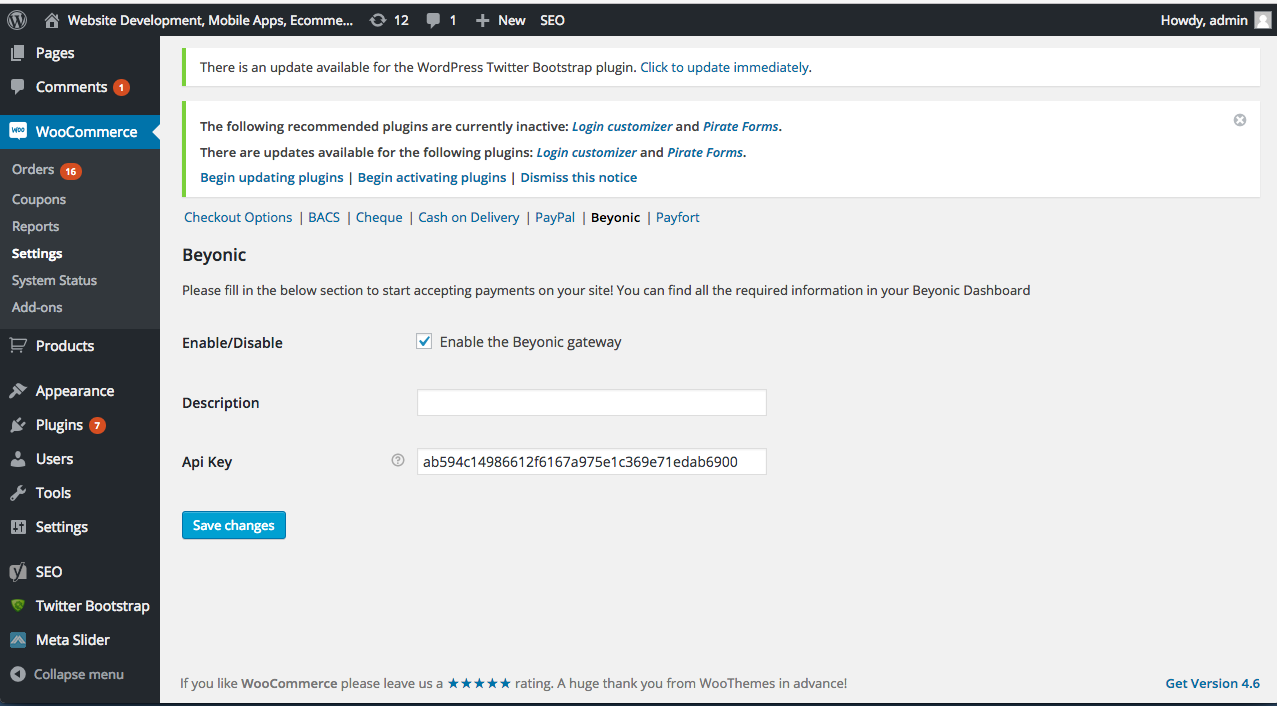 Website Development, Mobile Apps, Ecomme... 12 1 New SEO Howdy, admin
Pages
Comments 1
Woo WooCommerce
Orders 16
Coupons
Reports
Settings
System Status
Add-ons
Products
Appearance
Plugins 7
Users
Tools
Settings
SEO
Twitter Bootstrap
Meta Slider
Collapse menu
There is an update available for the WordPress Twitter Bootstrap plugin. Click to update immediately.
The following recommended plugins are currently inactive: Login customizer and Pirate Forms.
There are updates available for the following plugins: Login customizer and Pirate Forms.
Begin updating plugins | Begin activating plugins | Dismiss this notice
Checkout Options | BACS | Cheque | Cash on Delivery | PayPal | Beyonic | Payfort
Beyonic
Please fill in the below section to start accepting payments on your site! You can find all the required information in your Beyonic Dashboard
Enable/Disable Enable the Beyonic gateway
Description
Api Key ? ab594c14986612f6167a975e1c369e71edab6900
Save changes
If you like WooCommerce please leave us a ★★★★★ rating. A huge thank you from WooThemes in advance! Get Version 4.6